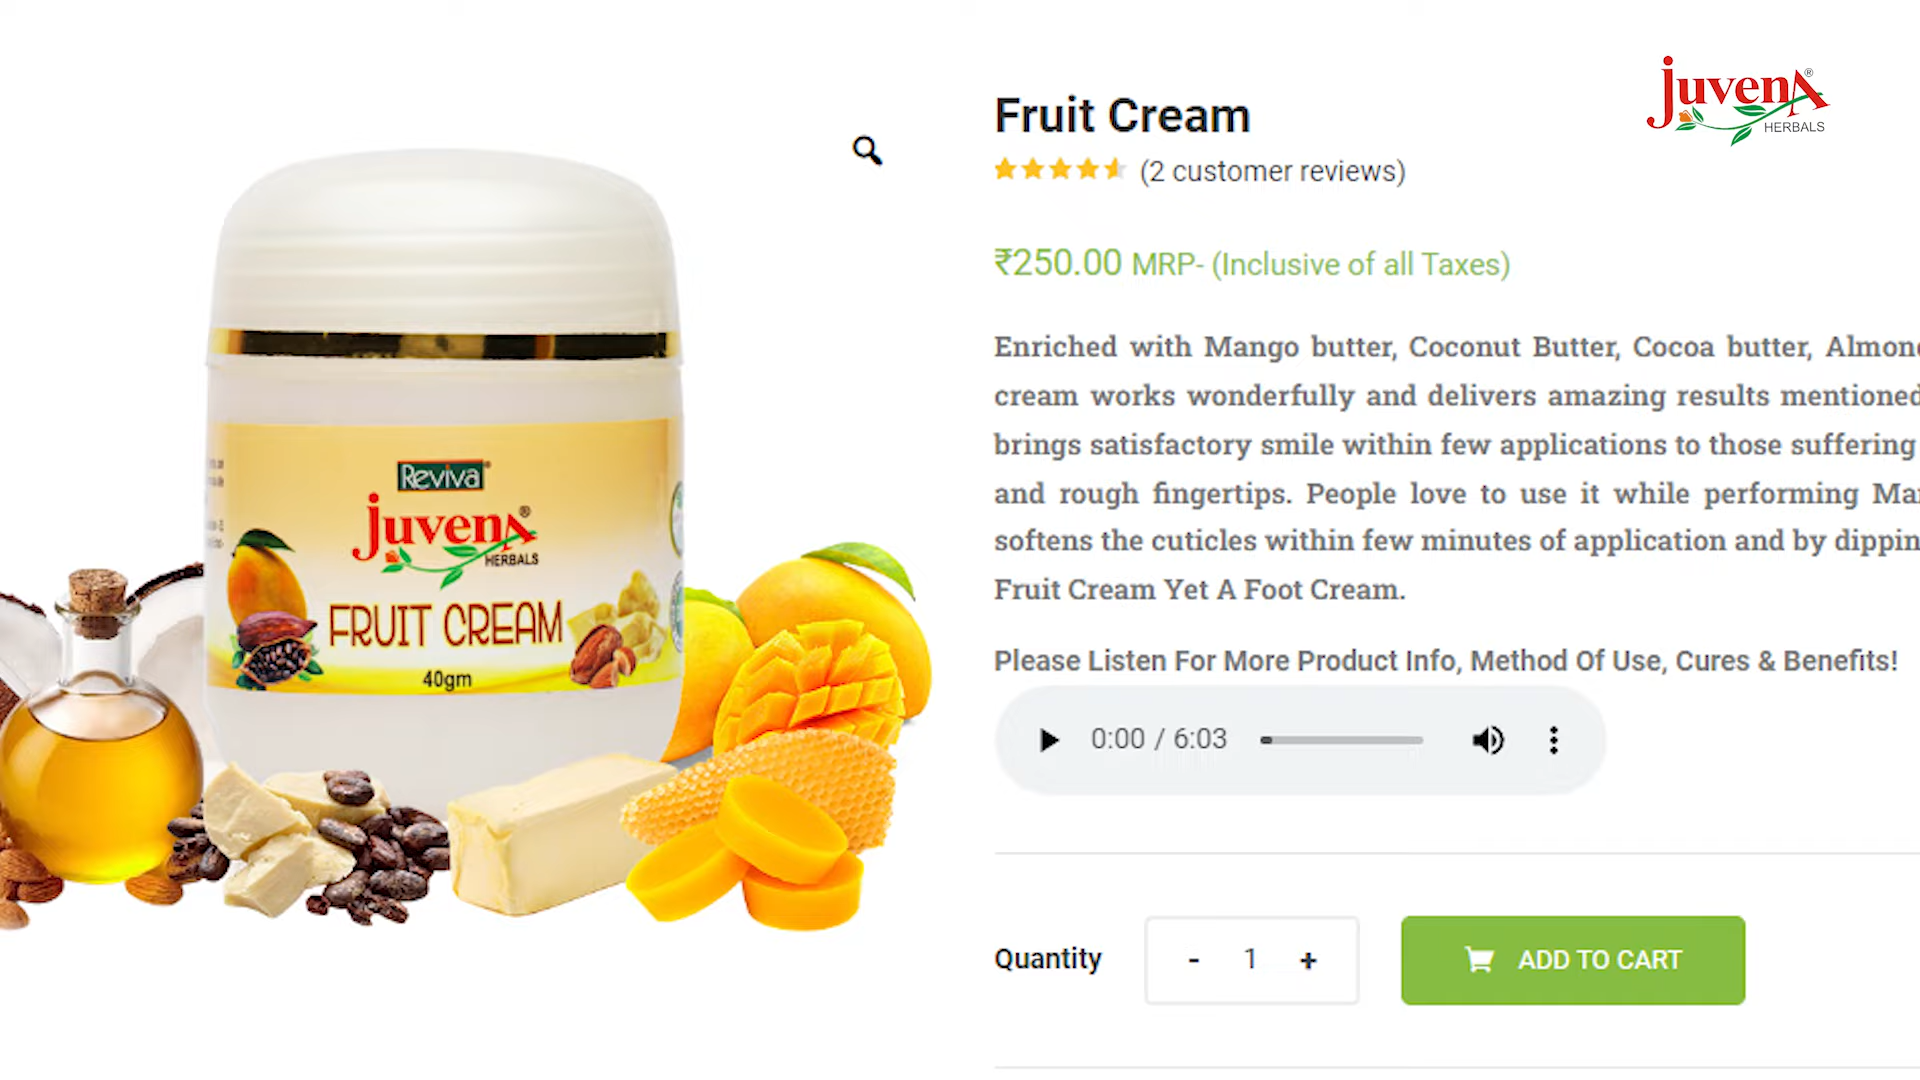 juvenA®
HERBALS
Fruit Cream
(2 customer reviews)
₹250.00 MRP- (Inclusive of all Taxes)
Enriched with Mango butter, Coconut Butter, Cocoa butter,
cream works wonderfully and delivers amazing results mentioned
brings satisfactory smile within few applications to those suffering
and rough fingertips. People love to use it while performing
softens the cuticles within few minutes of application and by
Fruit Cream Yet A Foot Cream.
Please Listen For More Product Info, Method Of Use, Cures & Benefits!
0:00 / 6:03
Quantity
- 1 +
ADD TO CART
Reviva®
juvenA®
HERBALS
FRUIT CREAM
40gm